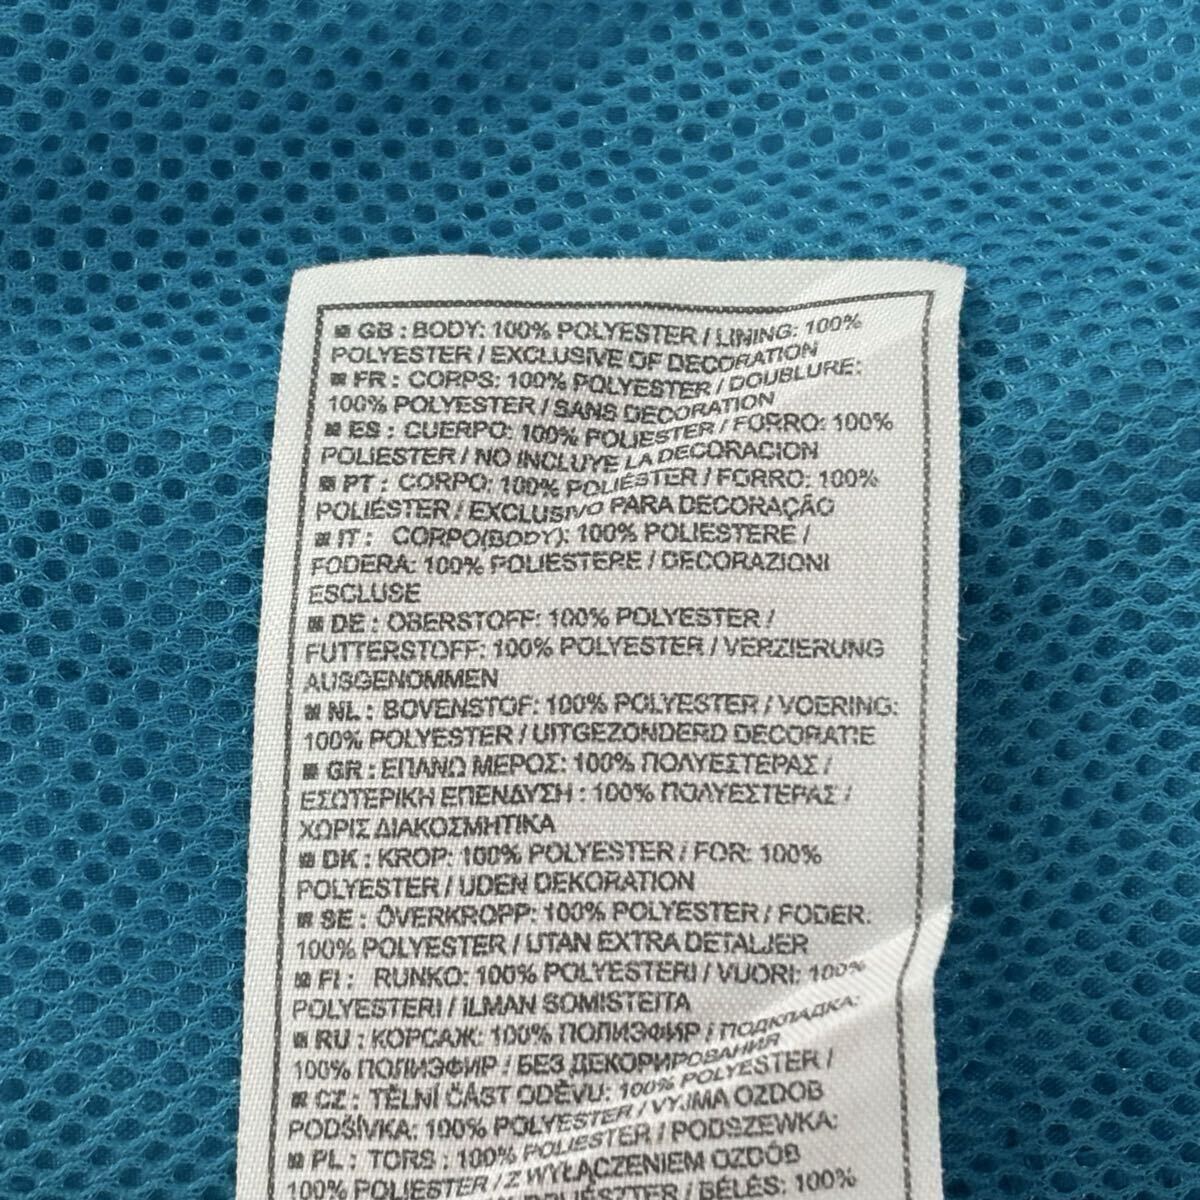 GB : BODY: 100% POLYESTER / LINING: 100%
POLYESTER / EXCLUSIVE OF DECORATION
FR : CORPS: 100% POLYESTER / DOUBLURE:
100% POLYESTER / SANS DECORATION
ES : CUERPO: 100% POLIESTER / FORRO: 100%
POLIESTER / NO INCLUYE LA DECORACION
PT : CORPO: 100% POLIÉSTER / FORRO: 100%
POLIÉSTER / EXCLUSIVO PARA DECORAÇÃO
IT : CORPO(BODY): 100% POLIESTERE /
FODERA: 100% POLIESTERE / DECORAZIONI
ESCLUSE
DE : OBERSTOFF: 100% POLYESTER /
FUTTERSTOFF: 100% POLYESTER / VERZIERUNG
AUSGENOMMEN
NL : BOVENSTOF: 100% POLYESTER / VOERING:
100% POLYESTER / UITGEZONDERD DECORATIE
GR : ΕΠΑΝΩ ΜΕΡΟΣ: 100% ΠΟΛΥΕΣΤΕΡΑΣ /
ΕΣΩΤΕΡΙΚΗ ΕΠΕΝΔΥΣΗ : 100% ΠΟΛΥΕΣΤΕΡΑΣ /
ΧΩΡΙΣ ΔΙΑΚΟΣΜΗΤΙΚΑ
DK : KROP: 100% POLYESTER / FOR: 100%
POLYESTER / UDEN DEKORATION
SE : ÖVERKROPP: 100% POLYESTER / FODER:
100% POLYESTER / UTAN EXTRA DETALJER
FI : RUNKO: 100% POLYESTERI / VUORI: 100%
POLYESTERI / ILMAN SOMISTEITA
RU : КОРСАЖ: 100% ПОЛИЭФИР / ПОДКЛАДКА:
100% ПОЛИЭФИР / БЕЗ ДЕКОРИРОВАНИЯ
CZ : TĚLNÍ ČÁST ODĚVU: 100% POLYESTER /
PODŠÍVKA: 100% POLYESTER / VYJMA OZDOB
PL : TORS : 100% POLIESTER / PODSZEWKA:
100% POLIESTER / Z WYŁĄCZENIEM OZDÓB
POLIÉSZTER / BÉLÉS: 100%